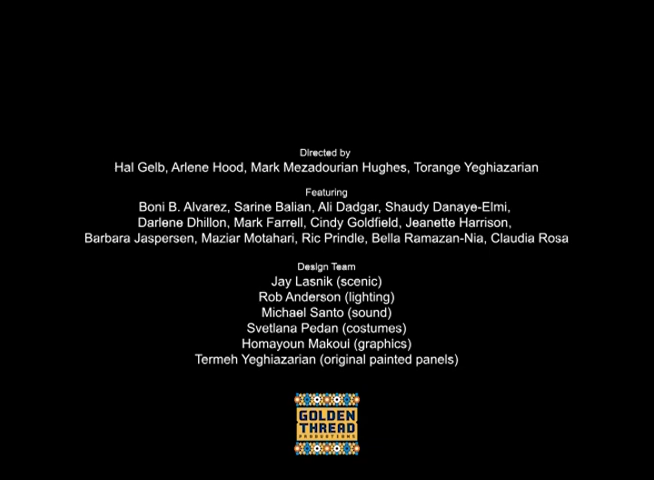 Directed by
Hal Gelb, Arlene Hood, Mark Mezadourian Hughes, Torange Yeghiazarian
Featuring
Boni B. Alvarez, Sarine Balian, Ali Dadgar, Shaudy Danaye-Elmi,
Darlene Dhillon, Mark Farrell, Cindy Goldfield, Jeanette Harrison,
Barbara Jaspersen, Maziar Motahari, Ric Prindle, Bella Ramazan-Nia, Claudia Rosa
Design Team
Jay Lasnik (scenic)
Rob Anderson (lighting)
Michael Santo (sound)
Svetlana Pedan (costumes)
Homayoun Makoui (graphics)
Termeh Yeghiazarian (original painted panels)
GOLDEN
THREAD
PRODUCTIONS